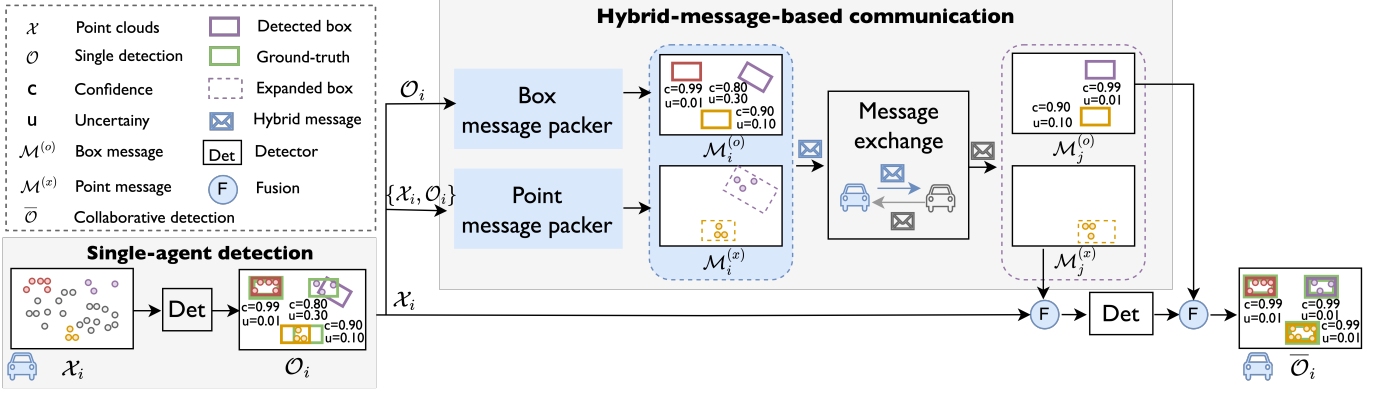 𝒳 Point clouds Detected box
𝒪 Single detection Ground-truth
c Confidence Expanded box
u Uncertainy Hybrid message
ℳ^(o) Box message Det Detector
ℳ^(x) Point message F Fusion
𝒪̅ Collaborative detection
Single-agent detection
c=0.99
u=0.01
c=0.80
u=0.30
c=0.90
u=0.10
Det
𝒳_i
𝒪_i
Hybrid-message-based communication
𝒪_i
Box
message packer
{𝒳_i, 𝒪_i}
Point
message packer
c=0.99 c=0.80
u=0.01 u=0.30
c=0.90
u=0.10
ℳ_i^(o)
ℳ_i^(x)
Message
exchange
c=0.99
u=0.01
c=0.90
u=0.10
ℳ_j^(o)
ℳ_j^(x)
𝒳_i
F
Det
F
c=0.99
u=0.01
c=0.99
u=0.01
c=0.99
u=0.01
𝒪̅_i